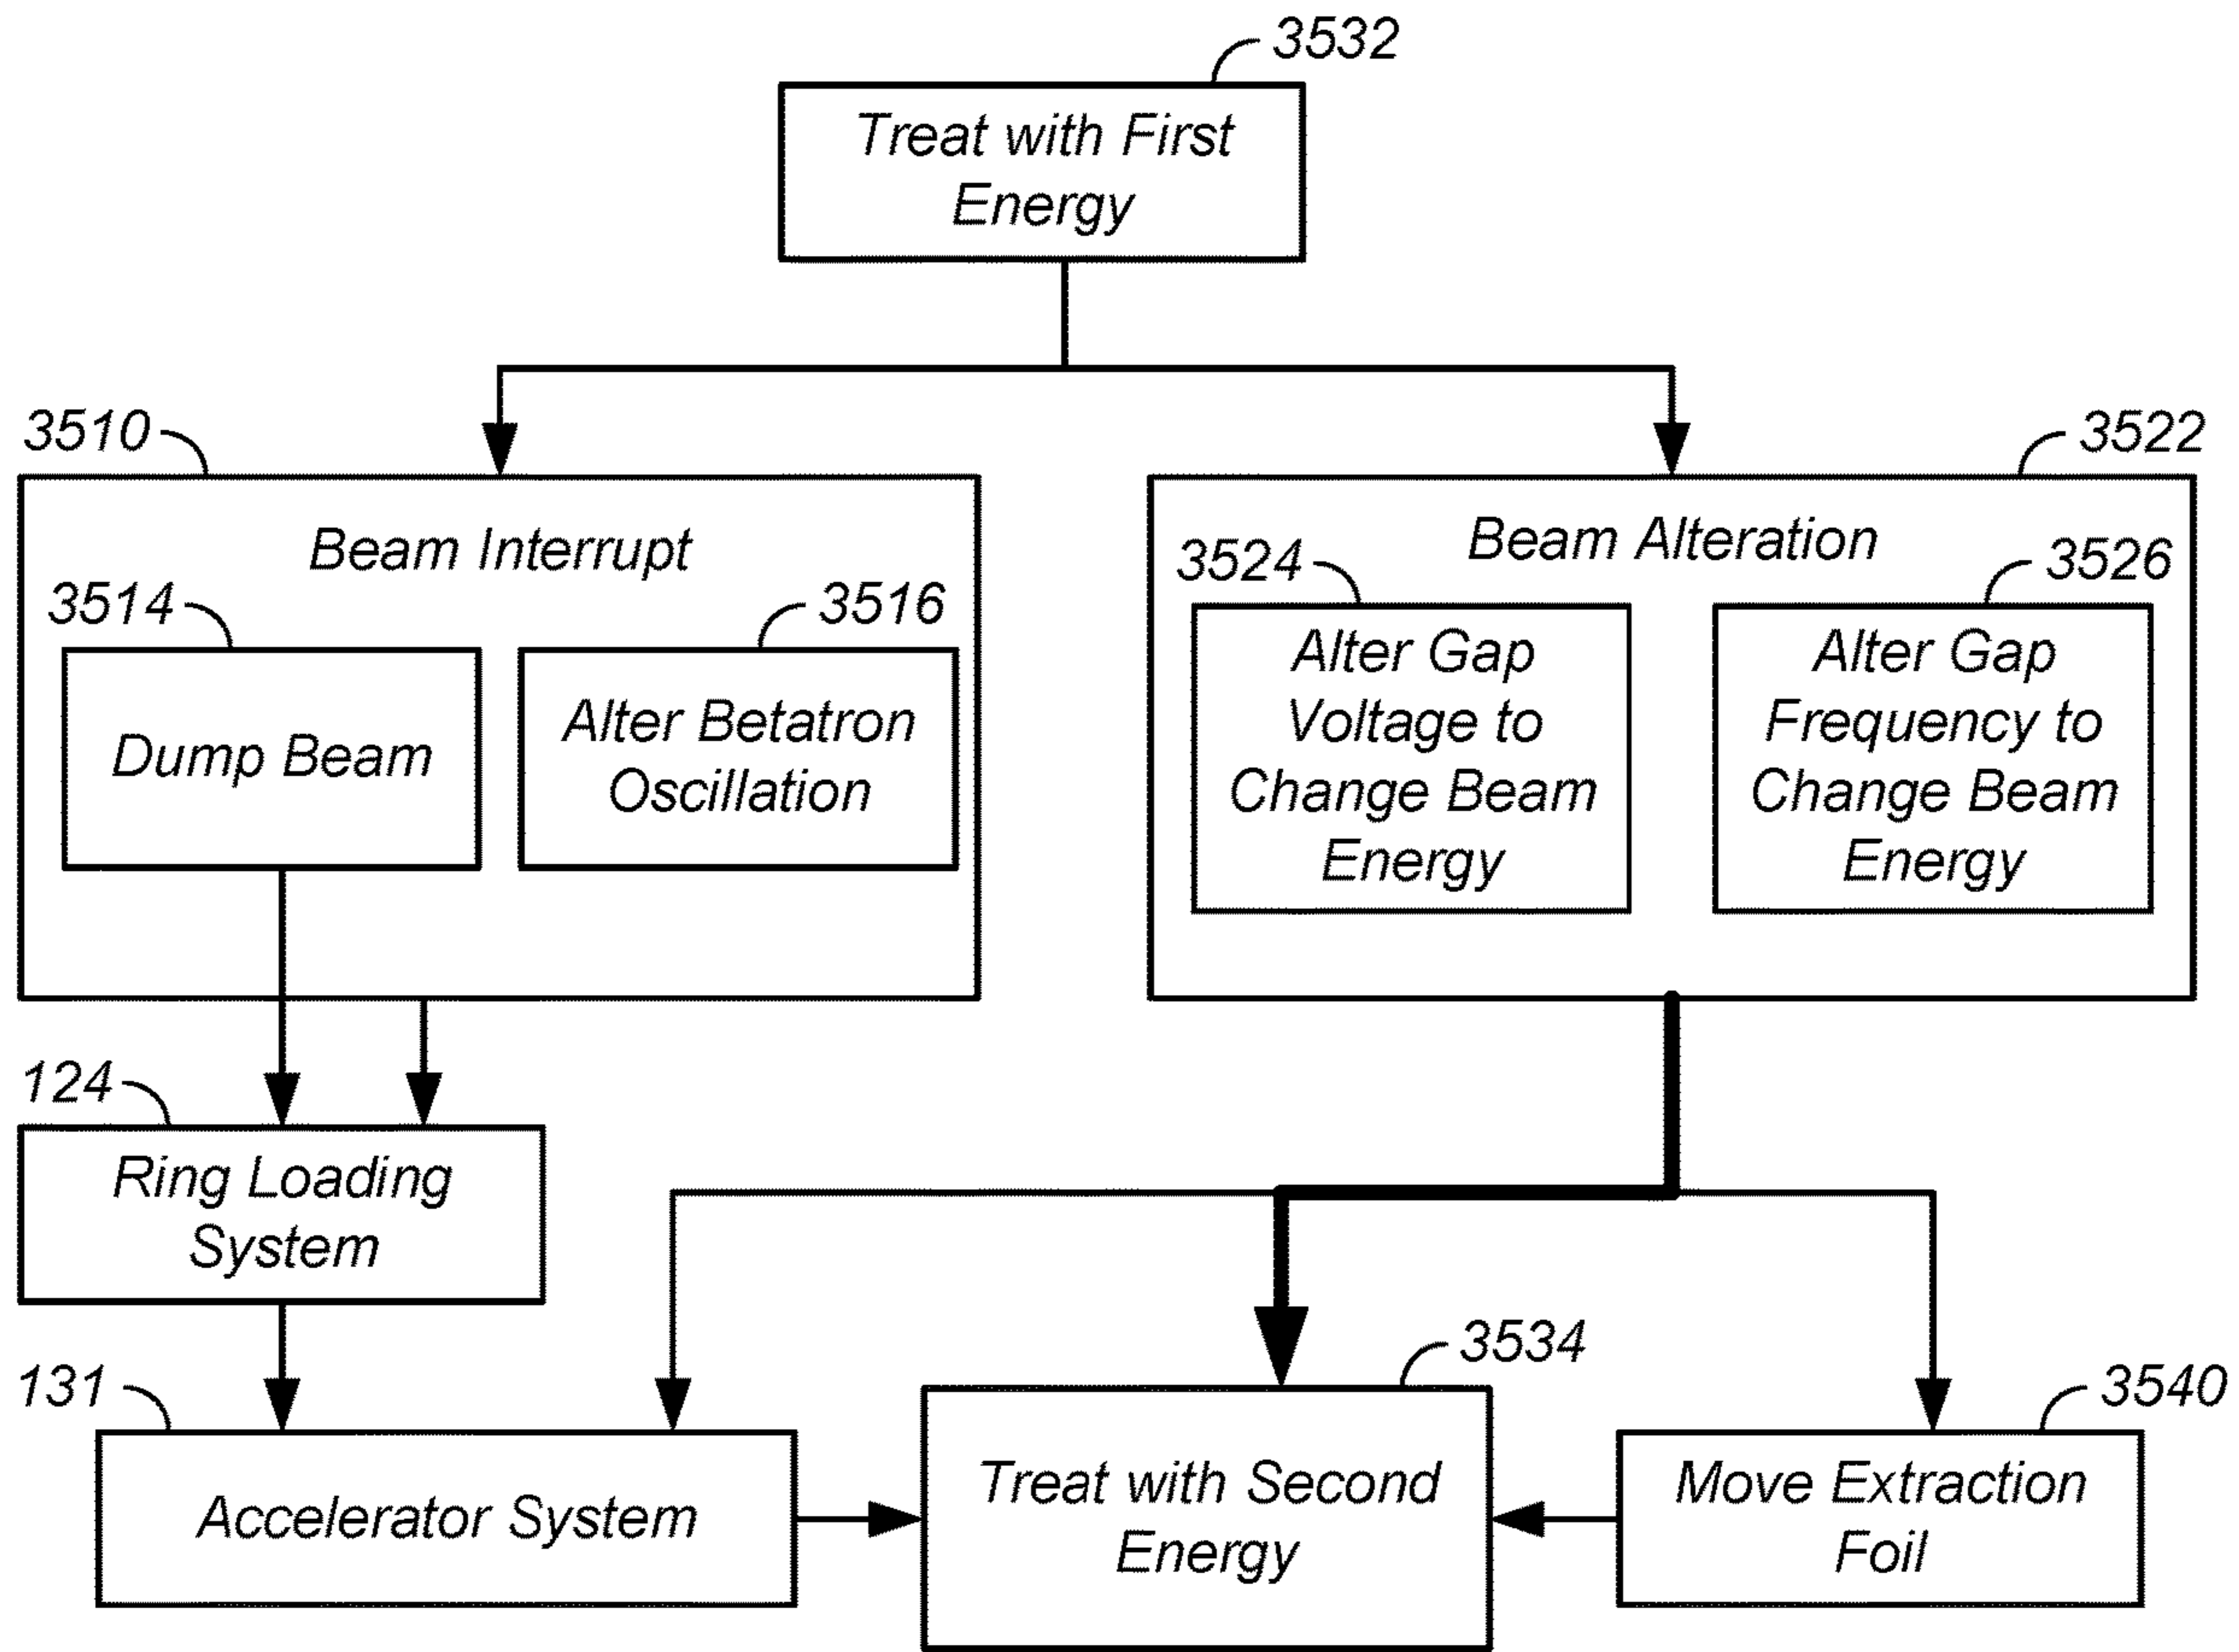 3532
Treat with First
Energy
3510
3522
Beam Interrupt
Beam Alteration
3514
3516
3524
3526
Dump Beam
Alter Betatron
Oscillation
Alter Gap
Voltage to
Change Beam
Energy
Alter Gap
Frequency to
Change Beam
Energy
124
Ring Loading
System
131
Accelerator System
3534
Treat with Second
Energy
3540
Move Extraction
Foil